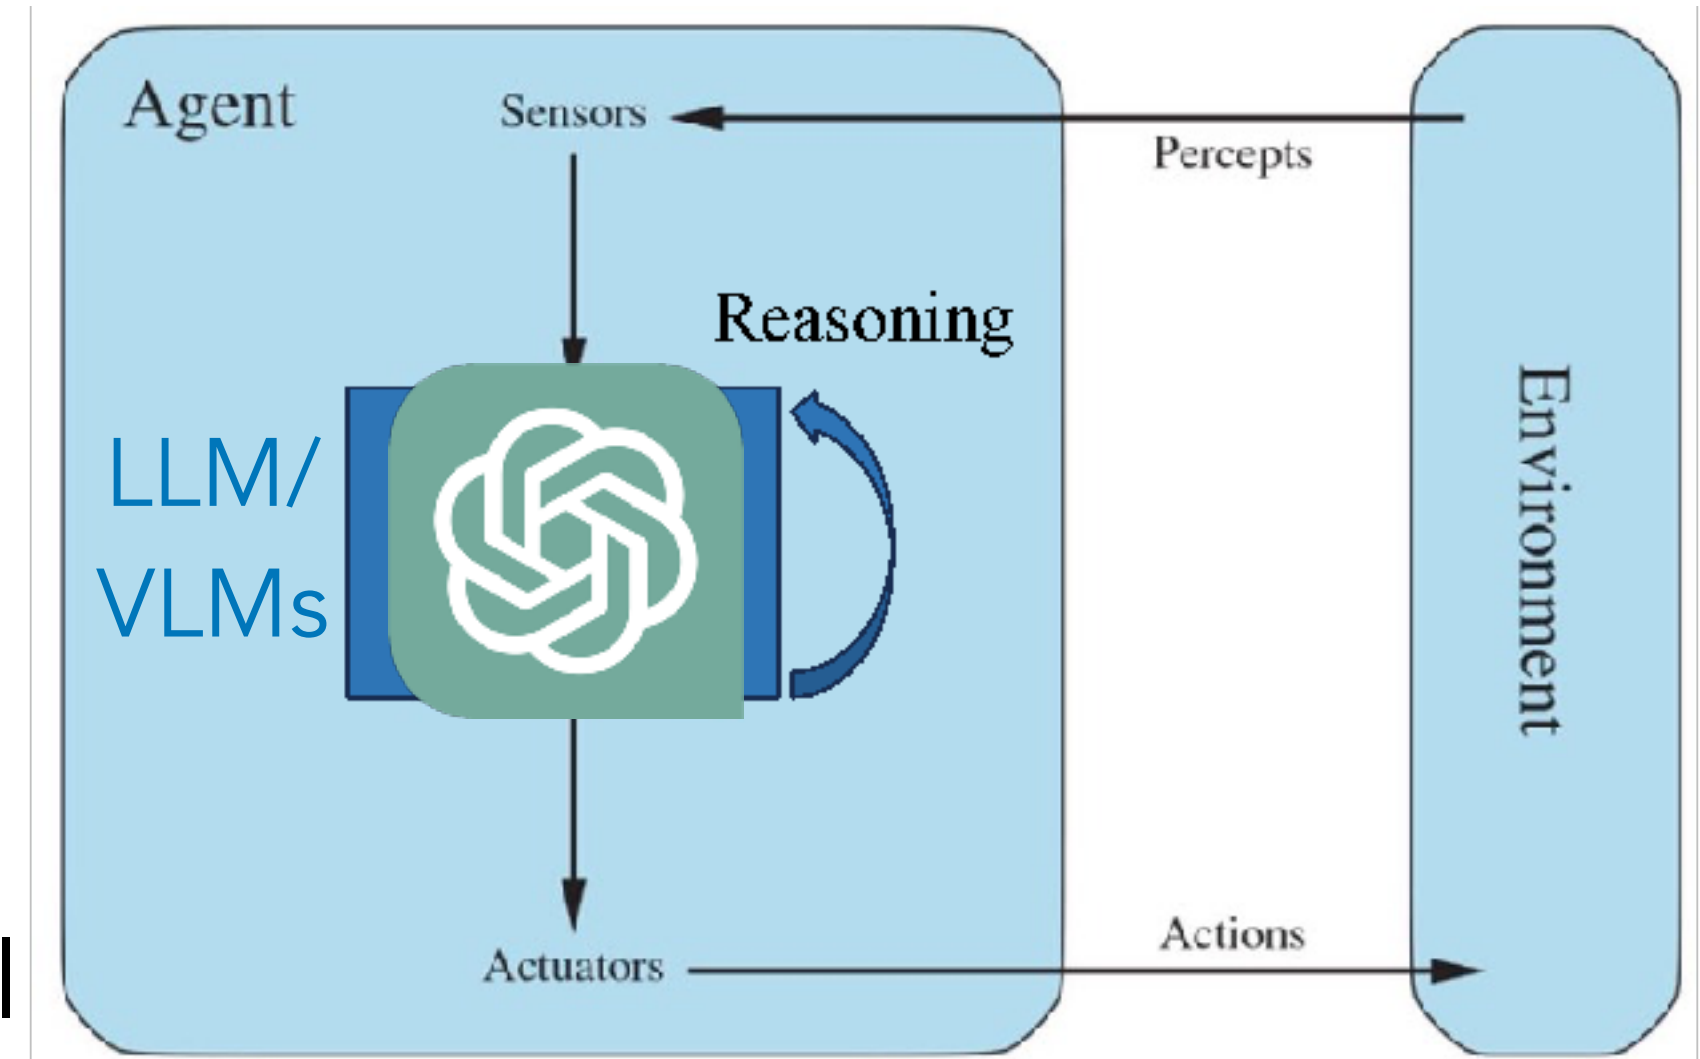 Agent
Sensors
Percepts
Reasoning
LLM/
VLMs
Environment
Actions
Actuators